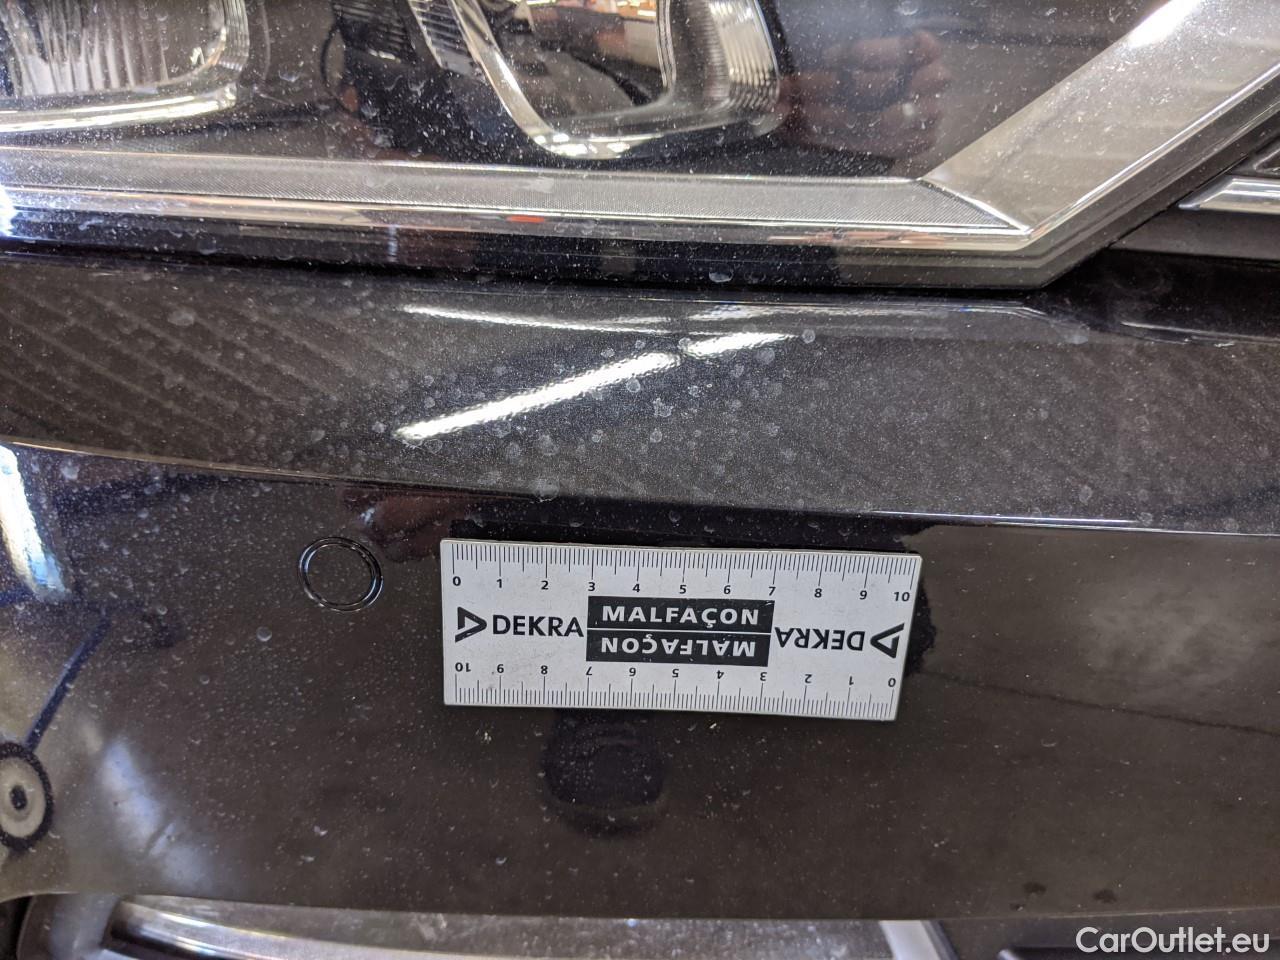 0 1 2 3 4 5 6 7 8 9 10
DEKRA MALFAÇON DEKRA
MALFAÇON
10 9 8 7 6 5 4 3 2 1 0
CarOutlet.eu